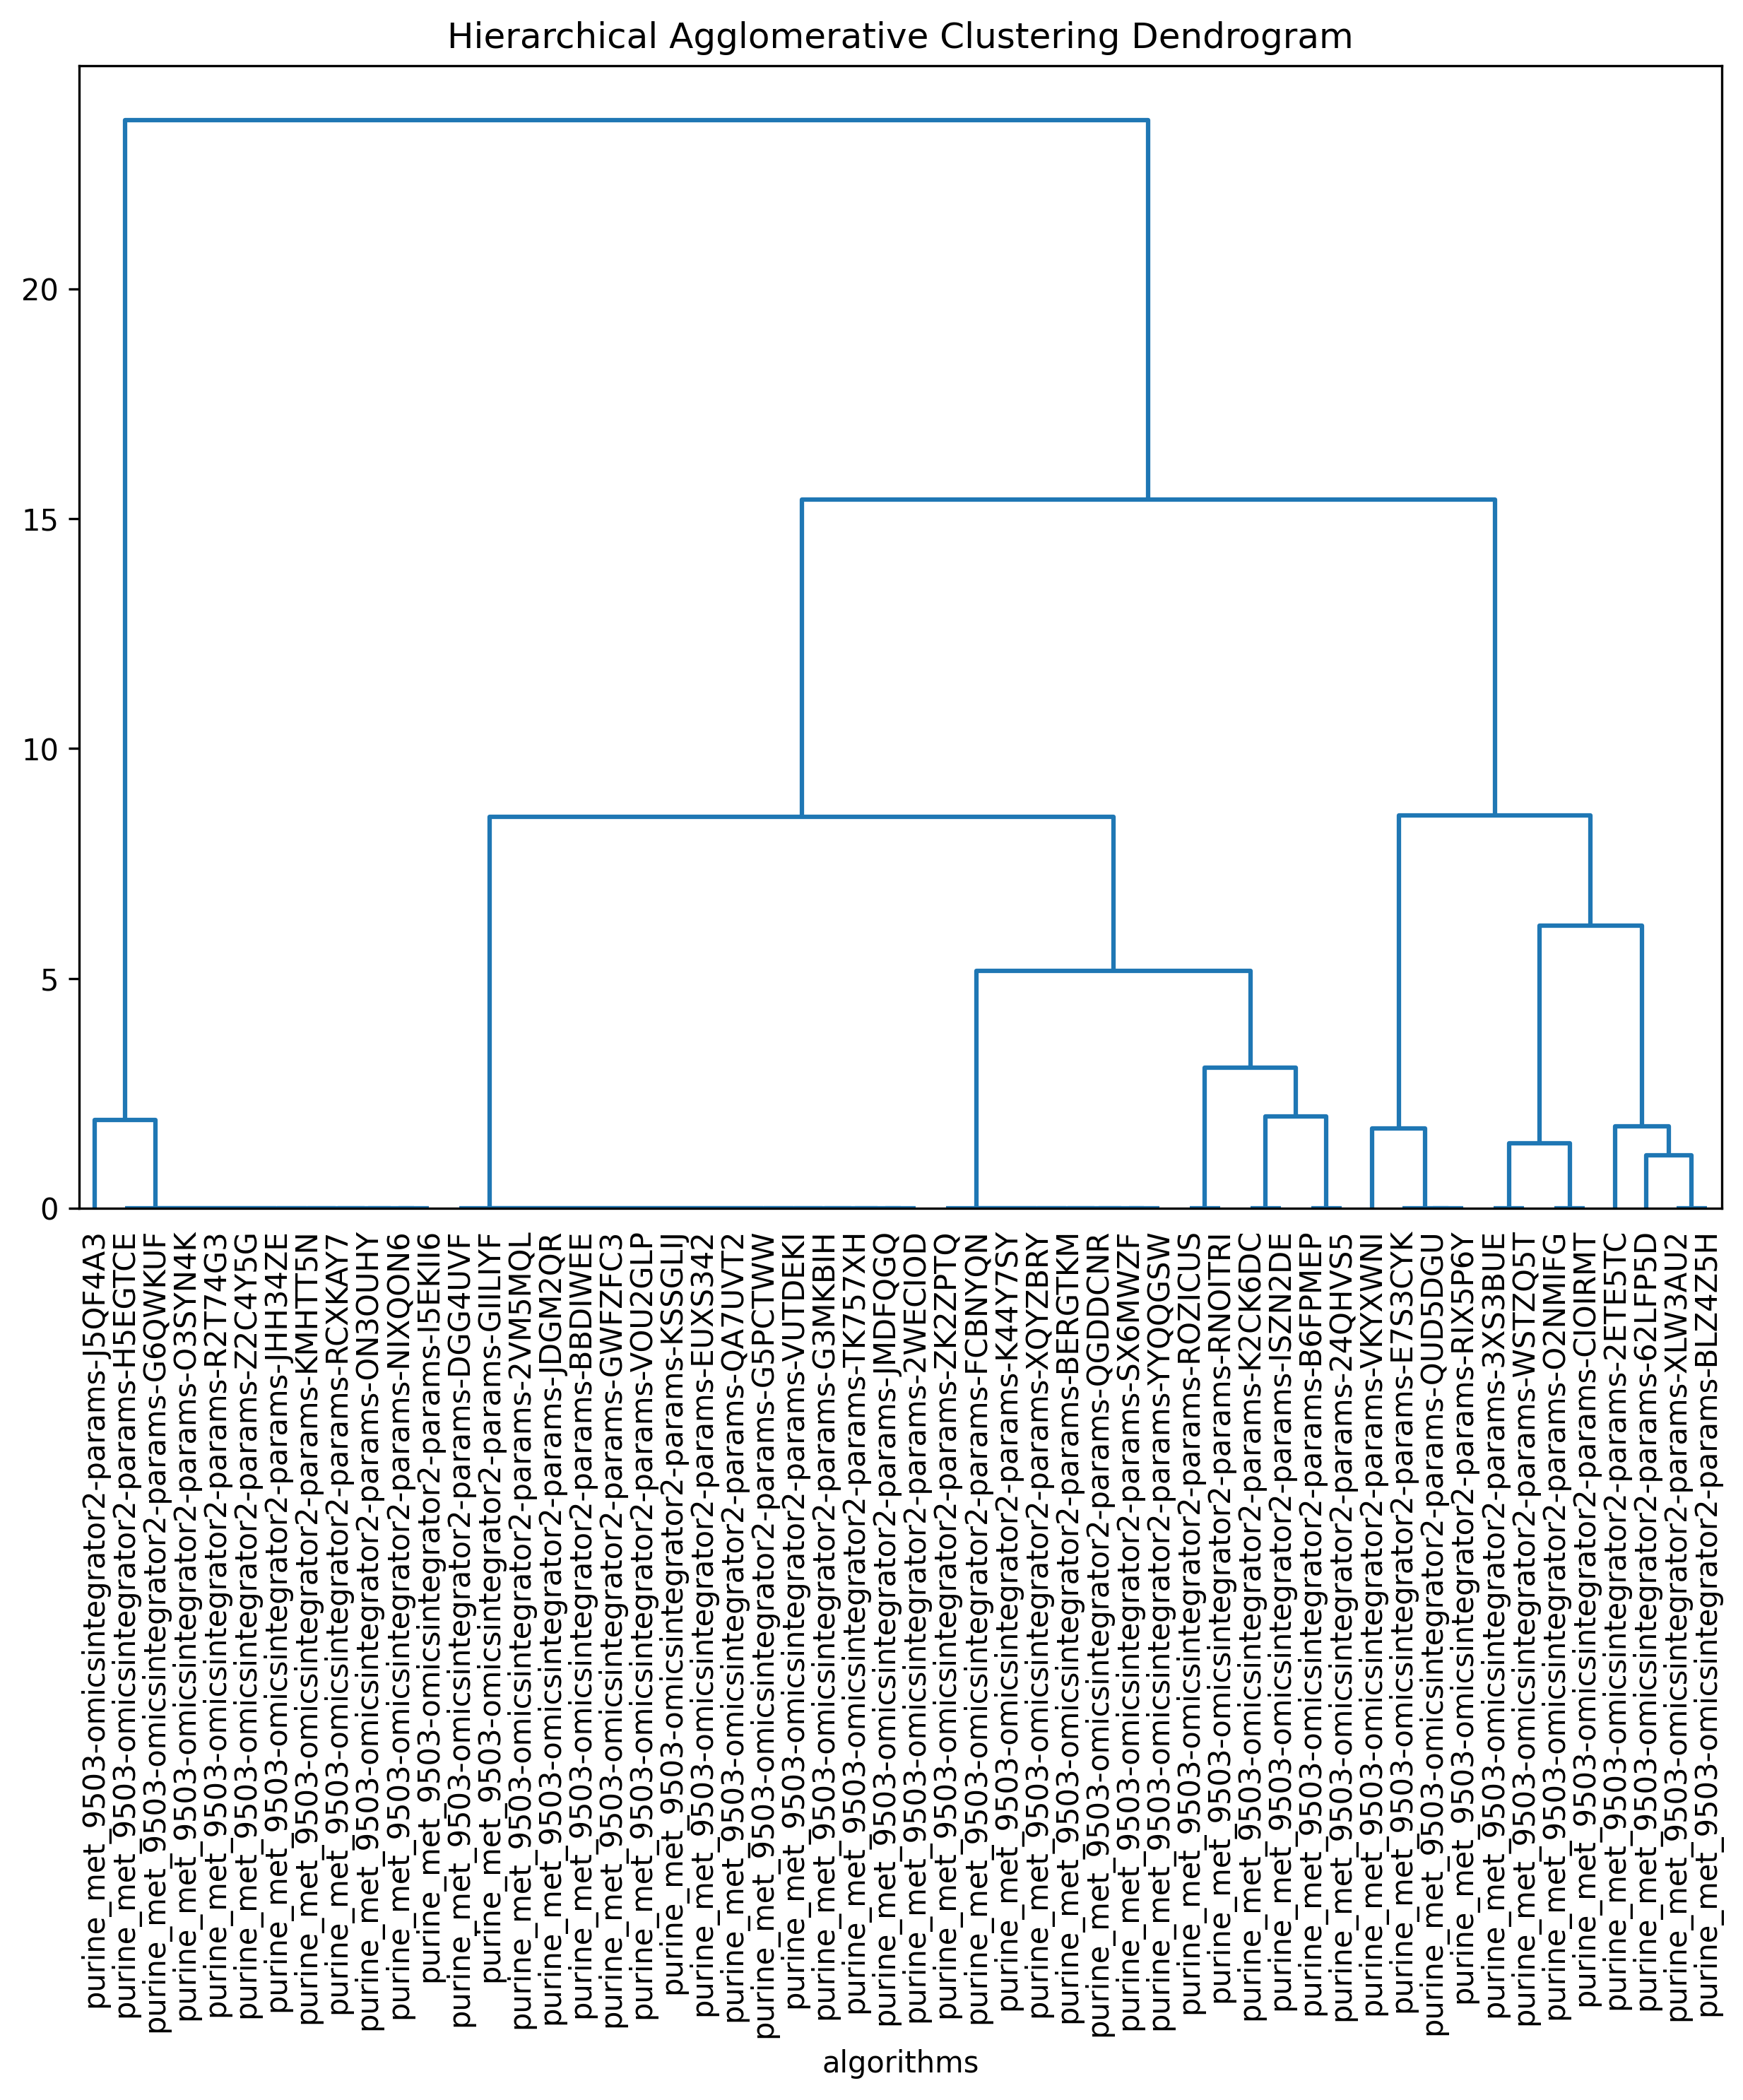 Hierarchical Agglomerative Clustering Dendrogram
20
15
10
5
0
purine_met_9503-omicsintegrator2-params-J5QF4A3
purine_met_9503-omicsintegrator2-params-H5EGTCE
purine_met_9503-omicsintegrator2-params-G6QWKUF
purine_met_9503-omicsintegrator2-params-O3SYN4K
purine_met_9503-omicsintegrator2-params-R2T74G3
purine_met_9503-omicsintegrator2-params-Z2C4Y5G
purine_met_9503-omicsintegrator2-params-JHH34ZE
purine_met_9503-omicsintegrator2-params-KMHTT5N
purine_met_9503-omicsintegrator2-params-RCXKAY7
purine_met_9503-omicsintegrator2-params-ON3OUHY
purine_met_9503-omicsintegrator2-params-NIXQON6
purine_met_9503-omicsintegrator2-params-I5EKII6
purine_met_9503-omicsintegrator2-params-DGG4UVF
purine_met_9503-omicsintegrator2-params-GIILIYF
purine_met_9503-omicsintegrator2-params-2VM5MQL
purine_met_9503-omicsintegrator2-params-JDGM2QR
purine_met_9503-omicsintegrator2-params-BBDIWEE
purine_met_9503-omicsintegrator2-params-GWFZFC3
purine_met_9503-omicsintegrator2-params-VOU2GLP
purine_met_9503-omicsintegrator2-params-KSSGLIJ
purine_met_9503-omicsintegrator2-params-EUXS342
purine_met_9503-omicsintegrator2-params-QA7UVT2
purine_met_9503-omicsintegrator2-params-G5PCTWW
purine_met_9503-omicsintegrator2-params-VUTDEKI
purine_met_9503-omicsintegrator2-params-G3MKBIH
purine_met_9503-omicsintegrator2-params-TK757XH
purine_met_9503-omicsintegrator2-params-JMDFQGQ
purine_met_9503-omicsintegrator2-params-2WECIOD
purine_met_9503-omicsintegrator2-params-ZK2ZPTQ
purine_met_9503-omicsintegrator2-params-FCBNYQN
purine_met_9503-omicsintegrator2-params-K44Y7SY
purine_met_9503-omicsintegrator2-params-XQYZBRY
purine_met_9503-omicsintegrator2-params-BERGTKM
purine_met_9503-omicsintegrator2-params-QGDDCNR
purine_met_9503-omicsintegrator2-params-SX6MWZF
purine_met_9503-omicsintegrator2-params-YYQQGSW
purine_met_9503-omicsintegrator2-params-ROZICUS
purine_met_9503-omicsintegrator2-params-RNOITRI
purine_met_9503-omicsintegrator2-params-K2CK6DC
purine_met_9503-omicsintegrator2-params-ISZN2DE
purine_met_9503-omicsintegrator2-params-B6FPMEP
purine_met_9503-omicsintegrator2-params-24QHVS5
purine_met_9503-omicsintegrator2-params-VKYXWNI
purine_met_9503-omicsintegrator2-params-E7S3CYK
purine_met_9503-omicsintegrator2-params-QUD5DGU
purine_met_9503-omicsintegrator2-params-RIX5P6Y
purine_met_9503-omicsintegrator2-params-3XS3BUE
purine_met_9503-omicsintegrator2-params-WSTZQ5T
purine_met_9503-omicsintegrator2-params-O2NMIFG
purine_met_9503-omicsintegrator2-params-CIOIRMT
purine_met_9503-omicsintegrator2-params-2ETE5TC
purine_met_9503-omicsintegrator2-params-62LFP5D
purine_met_9503-omicsintegrator2-params-XLW3AU2
purine_met_9503-omicsintegrator2-params-BLZ4Z5H
algorithms